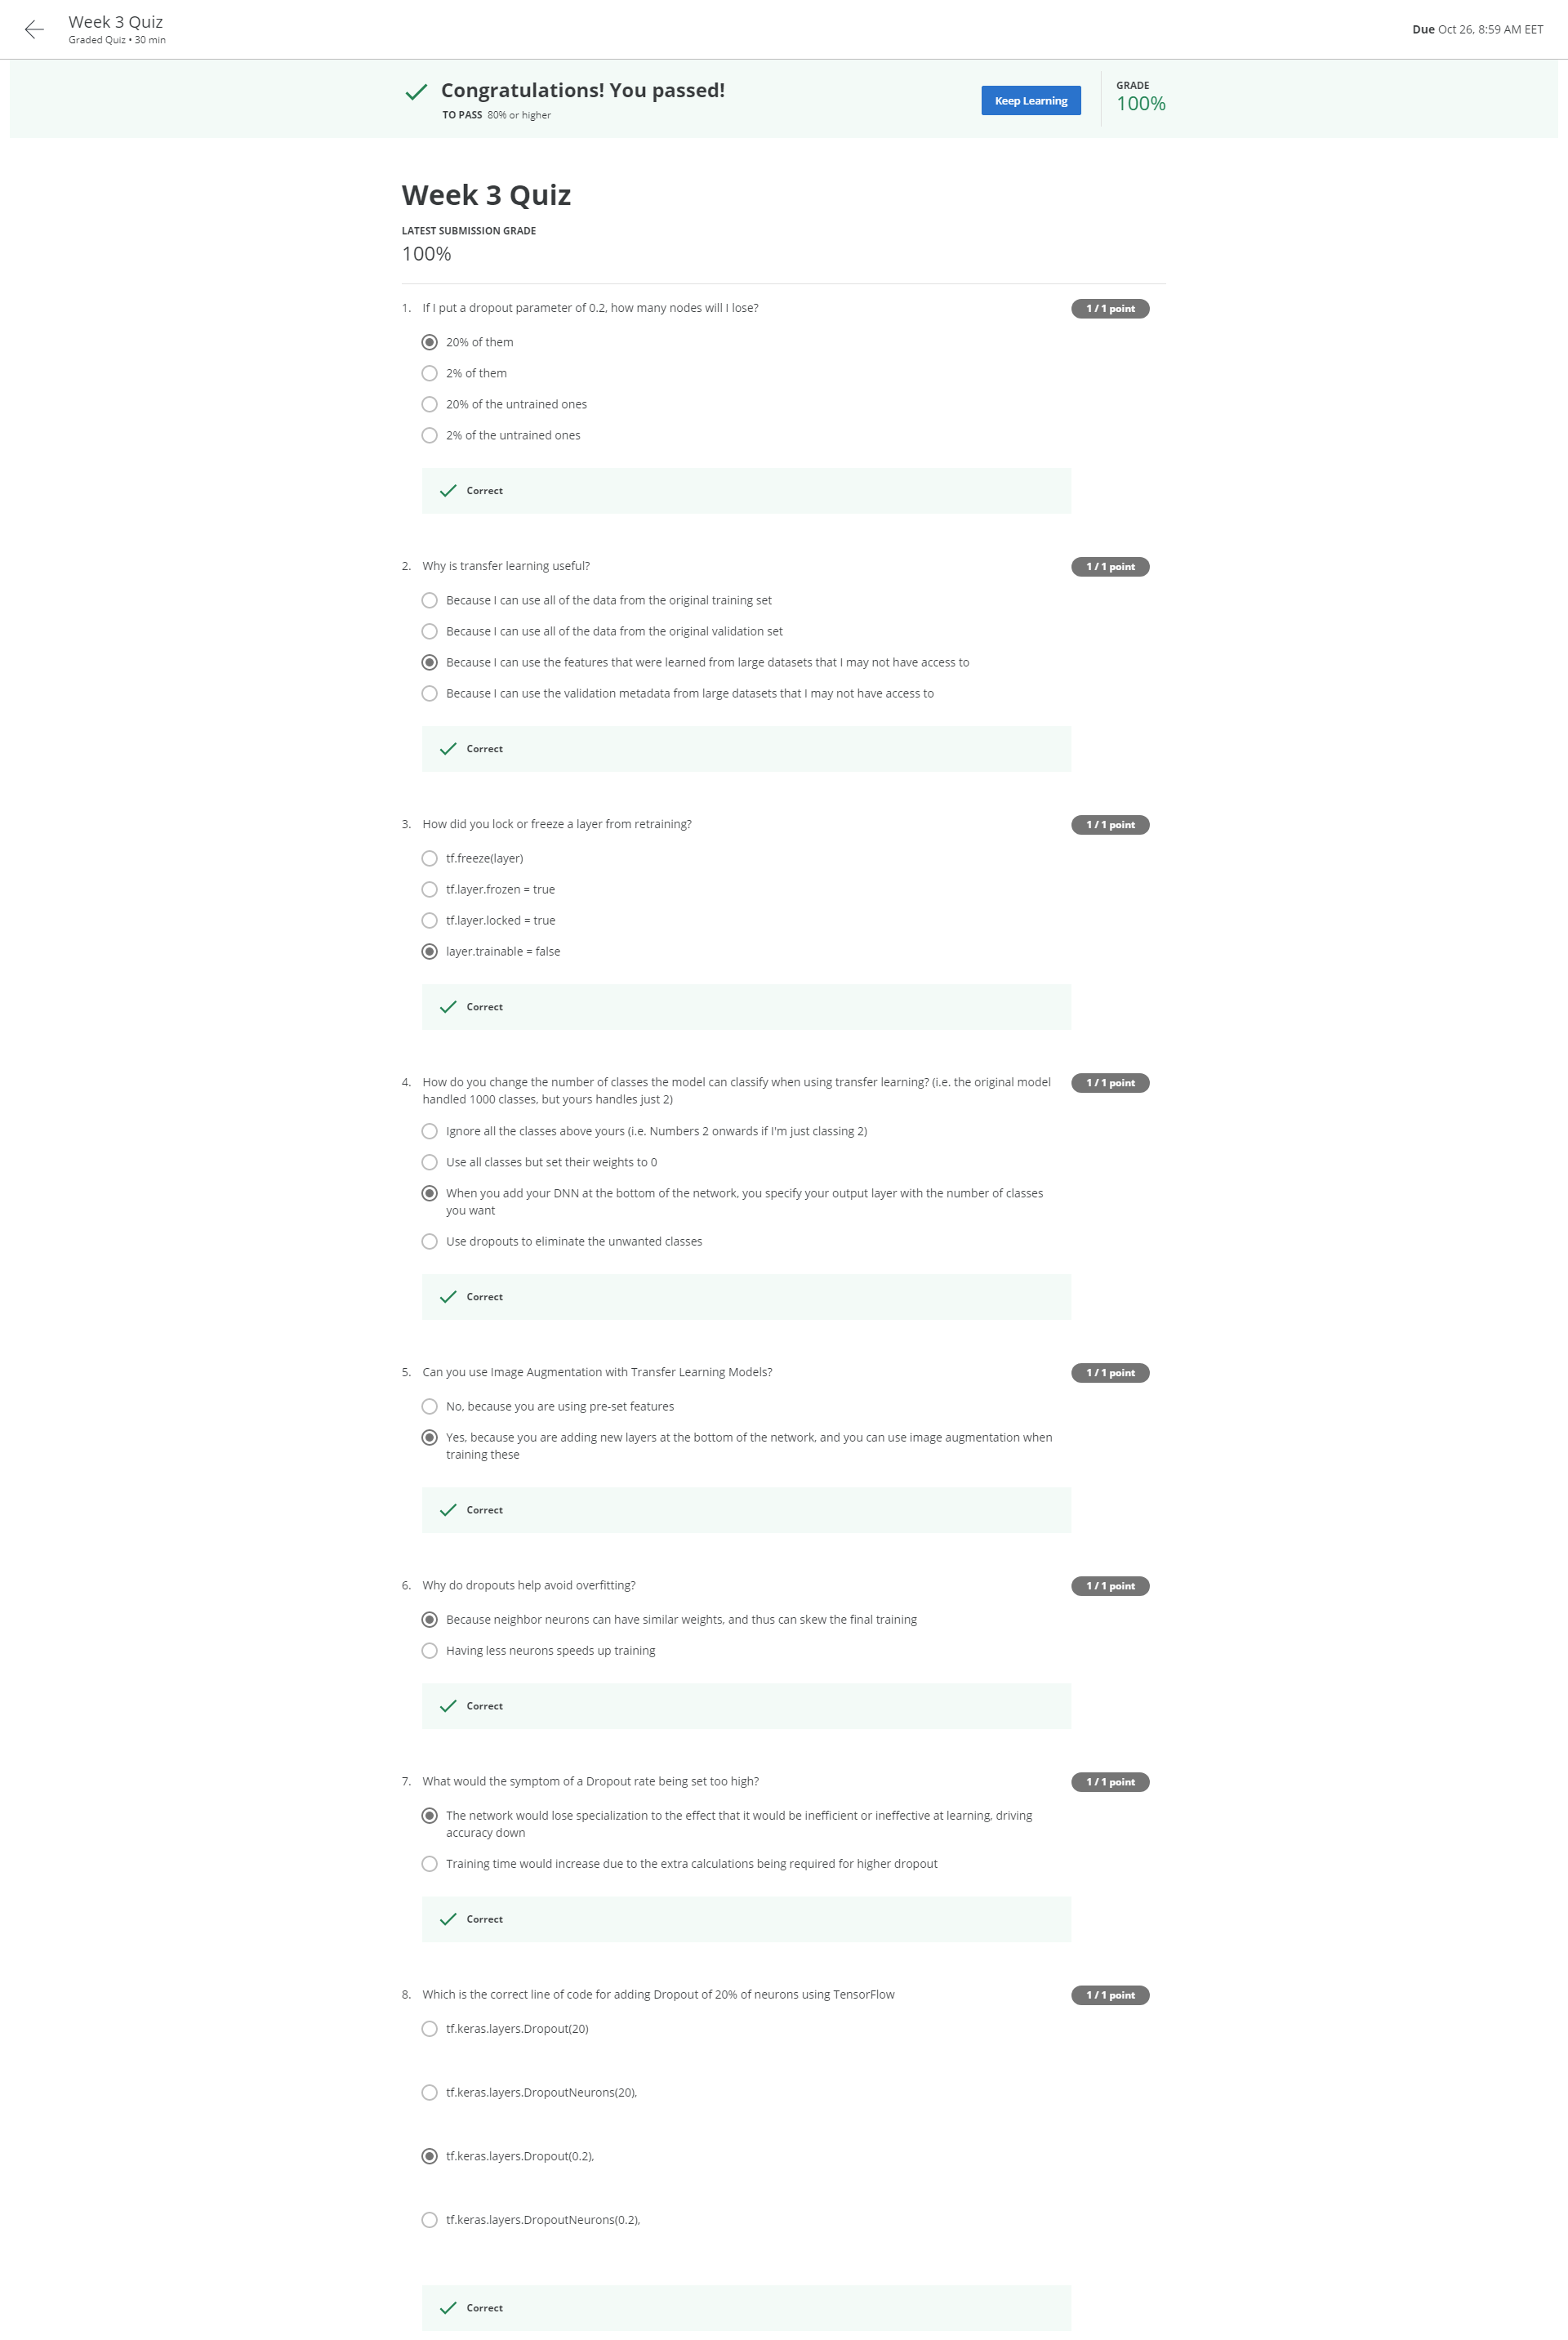 Week 3 Quiz
Graded Quiz • 30 min
Due Oct 26, 8:59 AM EET
Congratulations! You passed!
TO PASS 80% or higher
Keep Learning
GRADE
100%
Week 3 Quiz
LATEST SUBMISSION GRADE
100%
1. If I put a dropout parameter of 0.2, how many nodes will I lose?
1 / 1 point
20% of them
2% of them
20% of the untrained ones
2% of the untrained ones
Correct
2. Why is transfer learning useful?
1 / 1 point
Because I can use all of the data from the original training set
Because I can use all of the data from the original validation set
Because I can use the features that were learned from large datasets that I may not have access to
Because I can use the validation metadata from large datasets that I may not have access to
Correct
3. How did you lock or freeze a layer from retraining?
1 / 1 point
tf.freeze(layer)
tf.layer.frozen = true
tf.layer.locked = true
layer.trainable = false
Correct
4. How do you change the number of classes the model can classify when using transfer learning? (i.e. the original model
handled 1000 classes, but yours handles just 2)
1 / 1 point
Ignore all the classes above yours (i.e. Numbers 2 onwards if I'm just classing 2)
Use all classes but set their weights to 0
When you add your DNN at the bottom of the network, you specify your output layer with the number of classes
you want
Use dropouts to eliminate the unwanted classes
Correct
5. Can you use Image Augmentation with Transfer Learning Models?
1 / 1 point
No, because you are using pre-set features
Yes, because you are adding new layers at the bottom of the network, and you can use image augmentation when
training these
Correct
6. Why do dropouts help avoid overfitting?
1 / 1 point
Because neighbor neurons can have similar weights, and thus can skew the final training
Having less neurons speeds up training
Correct
7. What would the symptom of a Dropout rate being set too high?
1 / 1 point
The network would lose specialization to the effect that it would be inefficient or ineffective at learning, driving
accuracy down
Training time would increase due to the extra calculations being required for higher dropout
Correct
8. Which is the correct line of code for adding Dropout of 20% of neurons using TensorFlow
1 / 1 point
tf.keras.layers.Dropout(20)
tf.keras.layers.DropoutNeurons(20),
tf.keras.layers.Dropout(0.2),
tf.keras.layers.DropoutNeurons(0.2),
Correct